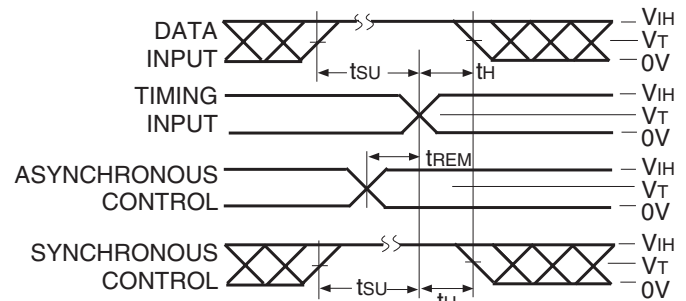 DATA
INPUT
tSU
tH
VIH
VT
0V
TIMING
INPUT
VIH
VT
0V
tREM
ASYNCHRONOUS
CONTROL
VIH
VT
0V
SYNCHRONOUS
CONTROL
tSU
VIH
VT
0V